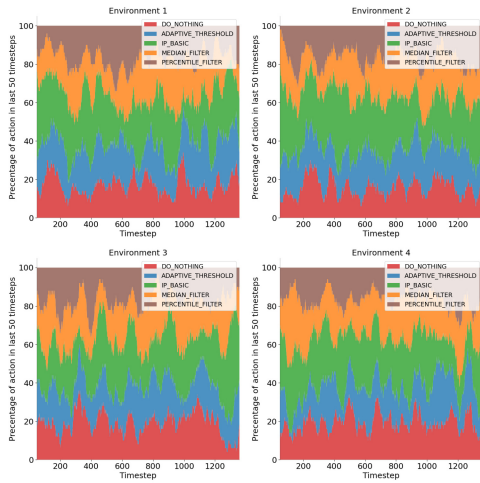 Environment 1
Precentage of action in last 50 timesteps
100
80
60
40
20
0
DO_NOTHING
ADAPTIVE_THRESHOLD
IP_BASIC
MEDIAN_FILTER
PERCENTILE_FILTER
200 400 600 800 1000 1200
Timestep
Environment 2
Precentage of action in last 50 timesteps
100
80
60
40
20
0
DO_NOTHING
ADAPTIVE_THRESHOLD
IP_BASIC
MEDIAN_FILTER
PERCENTILE_FILTER
200 400 600 800 1000 1200
Timestep
Environment 3
Precentage of action in last 50 timesteps
100
80
60
40
20
0
DO_NOTHING
ADAPTIVE_THRESHOLD
IP_BASIC
MEDIAN_FILTER
PERCENTILE_FILTER
200 400 600 800 1000 1200
Timestep
Environment 4
Precentage of action in last 50 timesteps
100
80
60
40
20
0
DO_NOTHING
ADAPTIVE_THRESHOLD
IP_BASIC
MEDIAN_FILTER
PERCENTILE_FILTER
200 400 600 800 1000 1200
Timestep